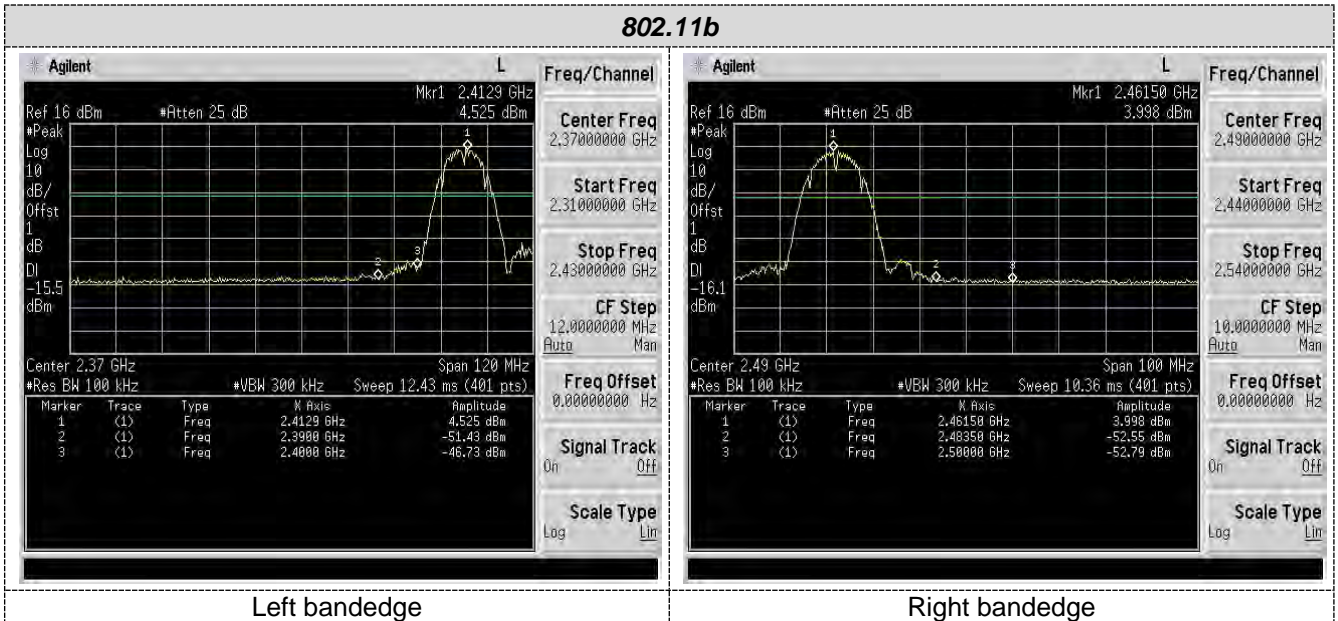 802.11b
Agilent L
Mkr1 2.4129 GHz
Ref 16 dBm #Atten 25 dB 4.525 dBm
#Peak
Log
10
dB/
Offst
1
dB
DI
-15.5
dBm
1
2
3
Center 2.37 GHz Span 120 MHz
#Res BW 100 kHz #VBW 300 kHz Sweep 12.43 ms (401 pts)
Marker Trace Type X Axis Amplitude
1 (1) Freq 2.4129 GHz 4.525 dBm
2 (1) Freq 2.3900 GHz -51.43 dBm
3 (1) Freq 2.4000 GHz -46.73 dBm
Freq/Channel
Center Freq
2.37000000 GHz
Start Freq
2.31000000 GHz
Stop Freq
2.43000000 GHz
CF Step
12.0000000 MHz
Auto Man
Freq Offset
0.00000000 Hz
Signal Track
On Off
Scale Type
Log Lin
Left bandedge
Agilent L
Mkr1 2.46150 GHz
Ref 16 dBm #Atten 25 dB 3.998 dBm
#Peak
Log
10
dB/
Offst
1
dB
DI
-16.1
dBm
1
2
3
Center 2.49 GHz Span 100 MHz
#Res BW 100 kHz #VBW 300 kHz Sweep 10.36 ms (401 pts)
Marker Trace Type X Axis Amplitude
1 (1) Freq 2.46150 GHz 3.998 dBm
2 (1) Freq 2.48350 GHz -52.55 dBm
3 (1) Freq 2.50000 GHz -52.79 dBm
Freq/Channel
Center Freq
2.49000000 GHz
Start Freq
2.44000000 GHz
Stop Freq
2.54000000 GHz
CF Step
10.0000000 MHz
Auto Man
Freq Offset
0.00000000 Hz
Signal Track
On Off
Scale Type
Log Lin
Right bandedge